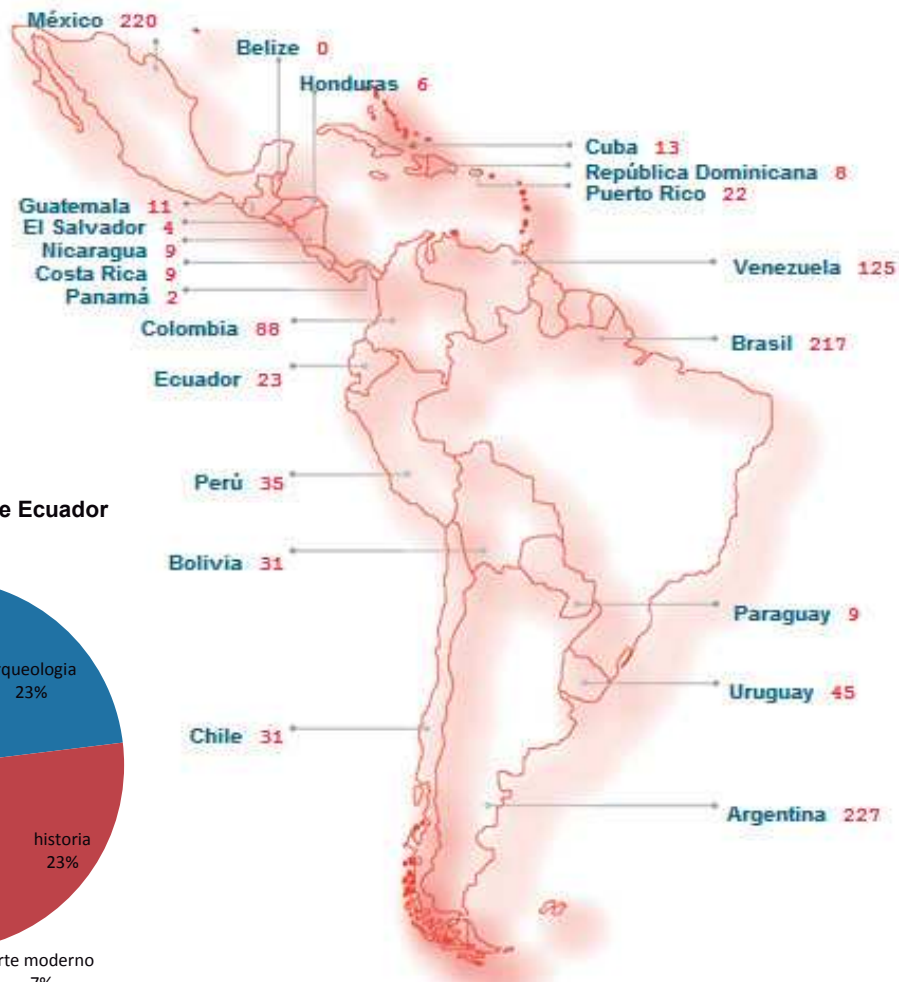 México 220
Belize 0
Honduras 6
Cuba 13
República Dominicana 8
Puerto Rico 22
Guatemala 11
El Salvador 4
Nicaragua 9
Costa Rica 9
Panamá 2
Venezuela 125
Colombia 88
Brasil 217
Ecuador 23
Perú 35
e Ecuador
Bolivia 31
Paraguay 9
queologia
23%
Uruguay 45
Chile 31
Argentina 227
historia
23%
rte moderno
7%